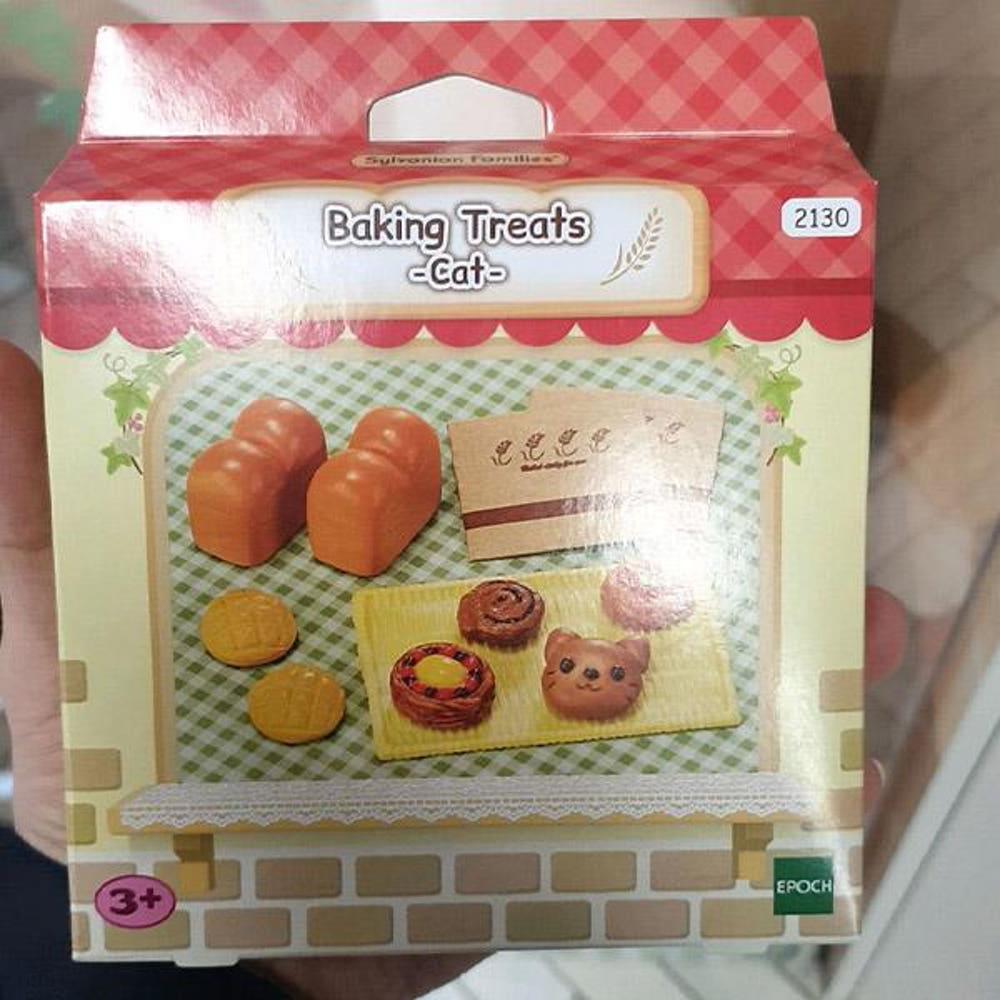 Sylvanian Families®
Baking Treats
-Cat-
2130
3+
EPOCH